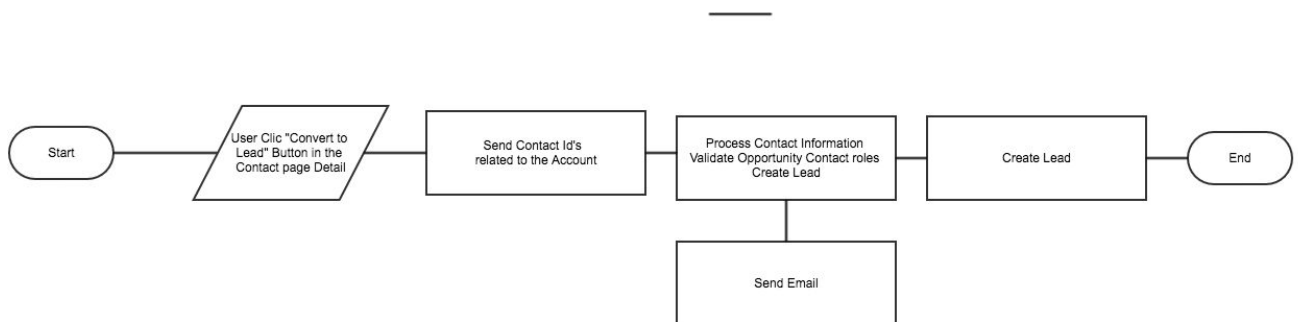 Start
User Clic "Convert to
Lead" Button in the
Contact page Detail
Send Contact Id's
related to the Account
Process Contact Information
Validate Opportunity Contact roles
Create Lead
Create Lead
End
Send Email